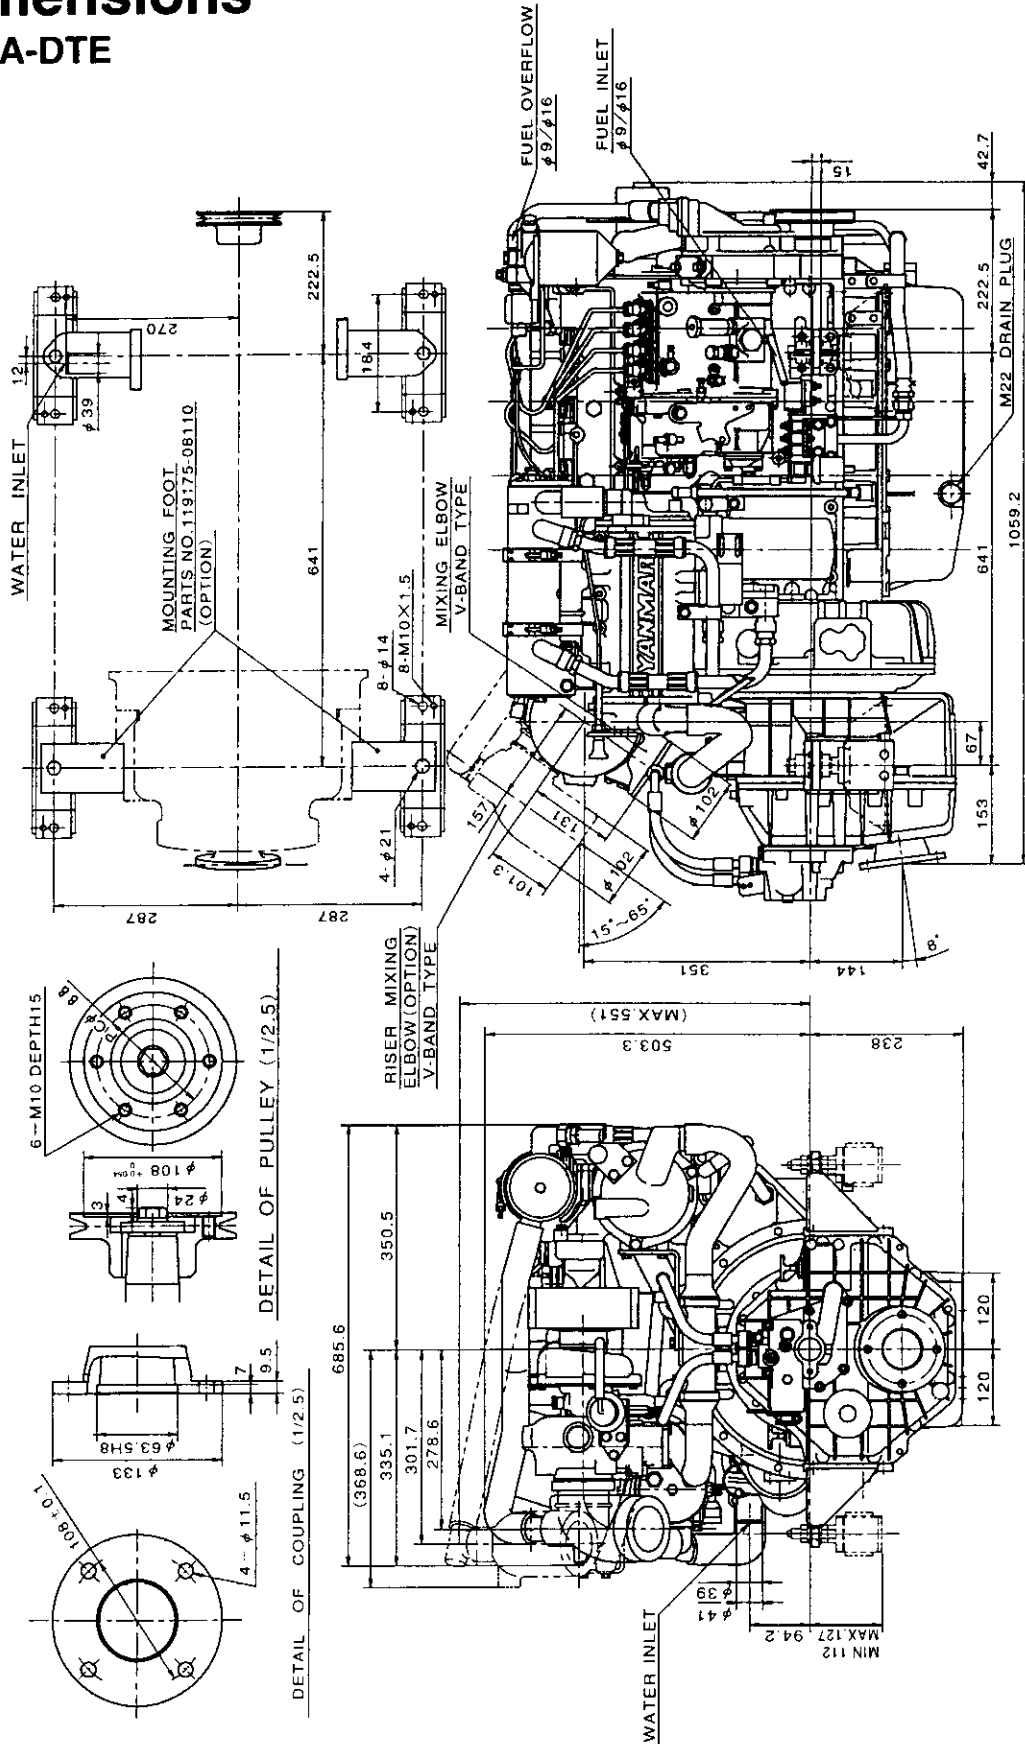 mensions
A-DTE
FUEL OVERFLOW
φ9/φ16
FUEL INLET
φ9/φ16
WATER INLET
12
φ39
270
222.5
184
MOUNTING FOOT
PARTS NO.119175-08110
(OPTION)
641
8-φ14
8-M10×1.5
4-φ21
287
287
MIXING ELBOW
V-BAND TYPE
YANMAR
15
42.7
222.5
M22 DRAIN PLUG
641
1059.2
67
153
157
131
101.3
φ102
φ102
15°~65°
351
144
8°
RISER MIXING
ELBOW(OPTION)
V-BAND TYPE
6-M10 DEPTH15
PCφ88
3
4
φ24
φ108
DETAIL OF PULLEY (1/2.5)
7
9.5
φ63.5H8
φ133
108±0.1
4-φ11.5
DETAIL OF COUPLING (1/2.5)
(MAX.551)
503.3
238
685.6
350.5
(368.6)
335.1
301.7
278.6
120
120
φ39
φ41
94.2
MAX.127
MIN 112
WATER INLET